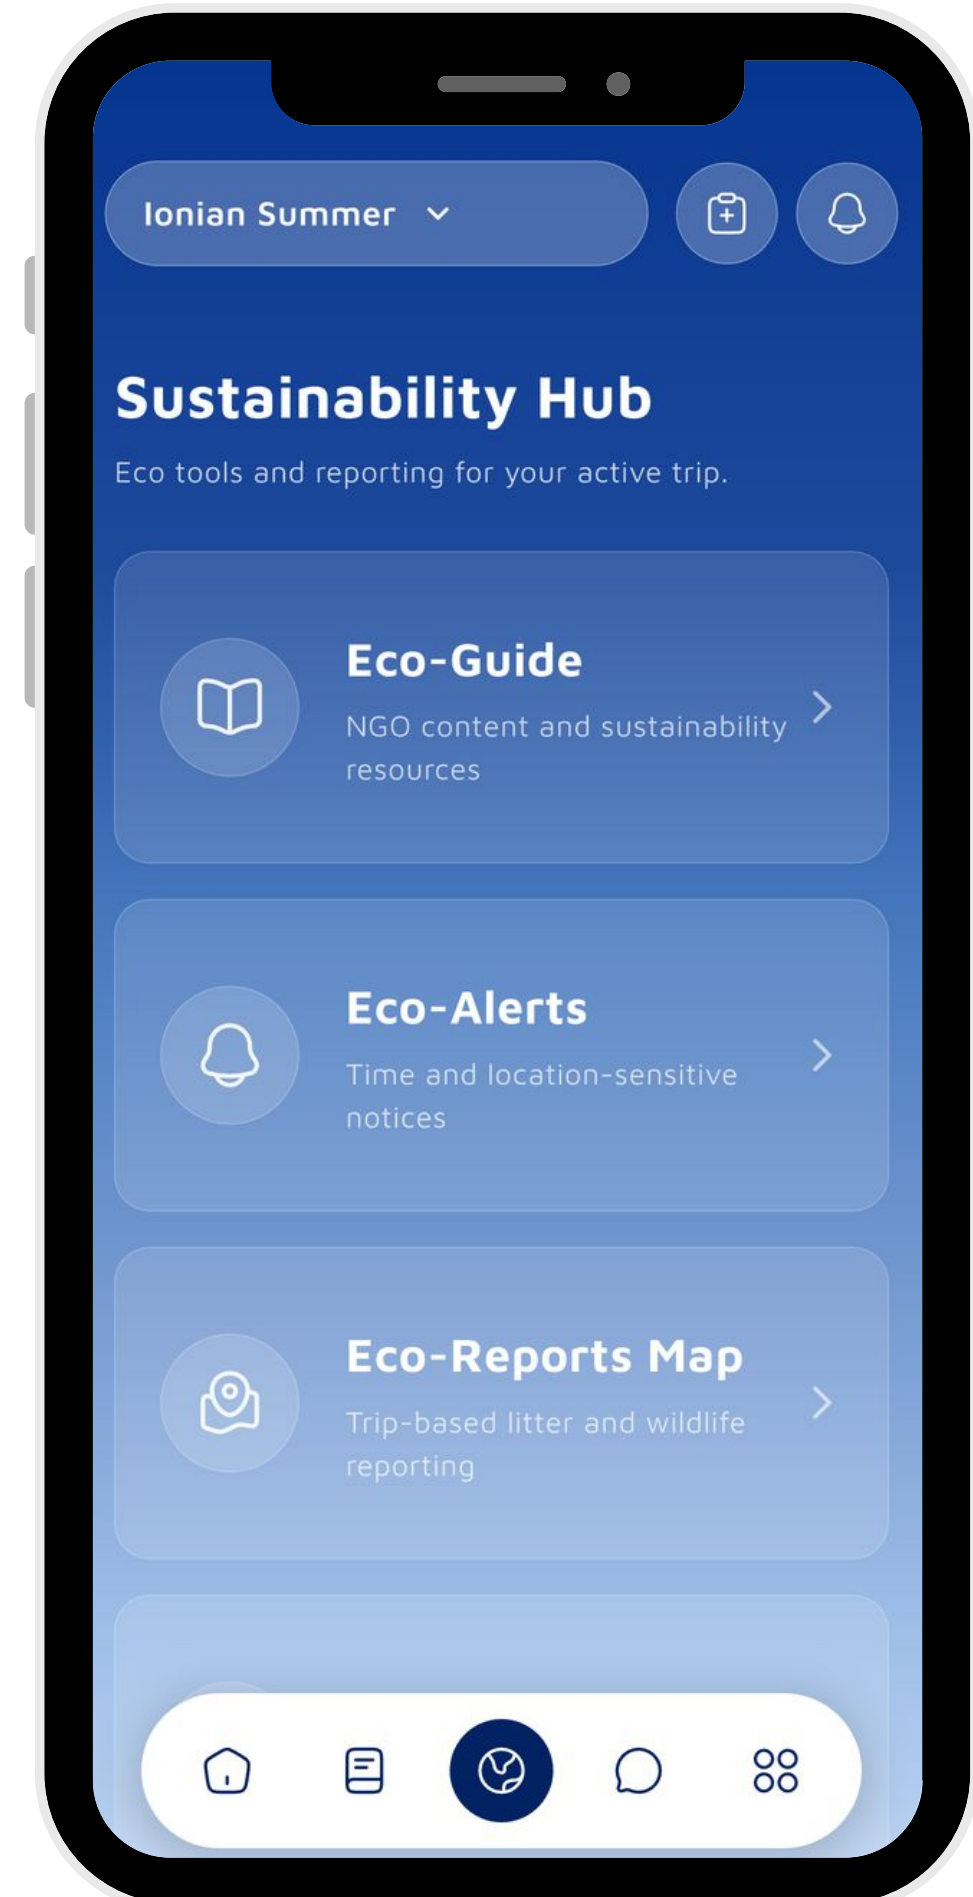 Ionian Summer
Sustainability Hub
Eco tools and reporting for your active trip.
Eco-Guide
NGO content and sustainability
resources
Eco-Alerts
Time and location-sensitive
notices
Eco-Reports Map
Trip-based litter and wildlife
reporting